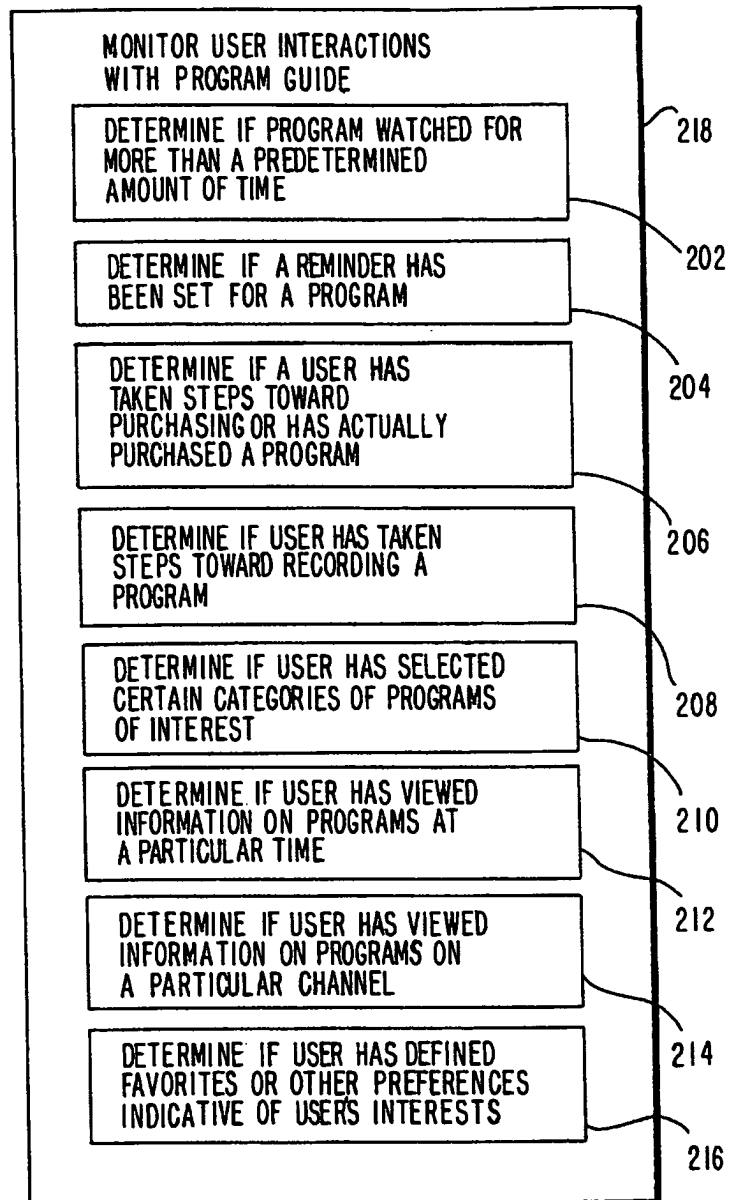 MONITOR USER INTERACTIONS
WITH PROGRAM GUIDE
218
DETERMINE IF PROGRAM WATCHED FOR
MORE THAN A PREDETERMINED
AMOUNT OF TIME
202
DETERMINE IF A REMINDER HAS
BEEN SET FOR A PROGRAM
204
DETERMINE IF A USER HAS
TAKEN STEPS TOWARD
PURCHASING OR HAS ACTUALLY
PURCHASED A PROGRAM
206
DETERMINE IF USER HAS TAKEN
STEPS TOWARD RECORDING A
PROGRAM
208
DETERMINE IF USER HAS SELECTED
CERTAIN CATEGORIES OF PROGRAMS
OF INTEREST
210
DETERMINE IF USER HAS VIEWED
INFORMATION ON PROGRAMS AT
A PARTICULAR TIME
212
DETERMINE IF USER HAS VIEWED
INFORMATION ON PROGRAMS ON
A PARTICULAR CHANNEL
214
DETERMINE IF USER HAS DEFINED
FAVORITES OR OTHER PREFERENCES
INDICATIVE OF USER'S INTERESTS
216